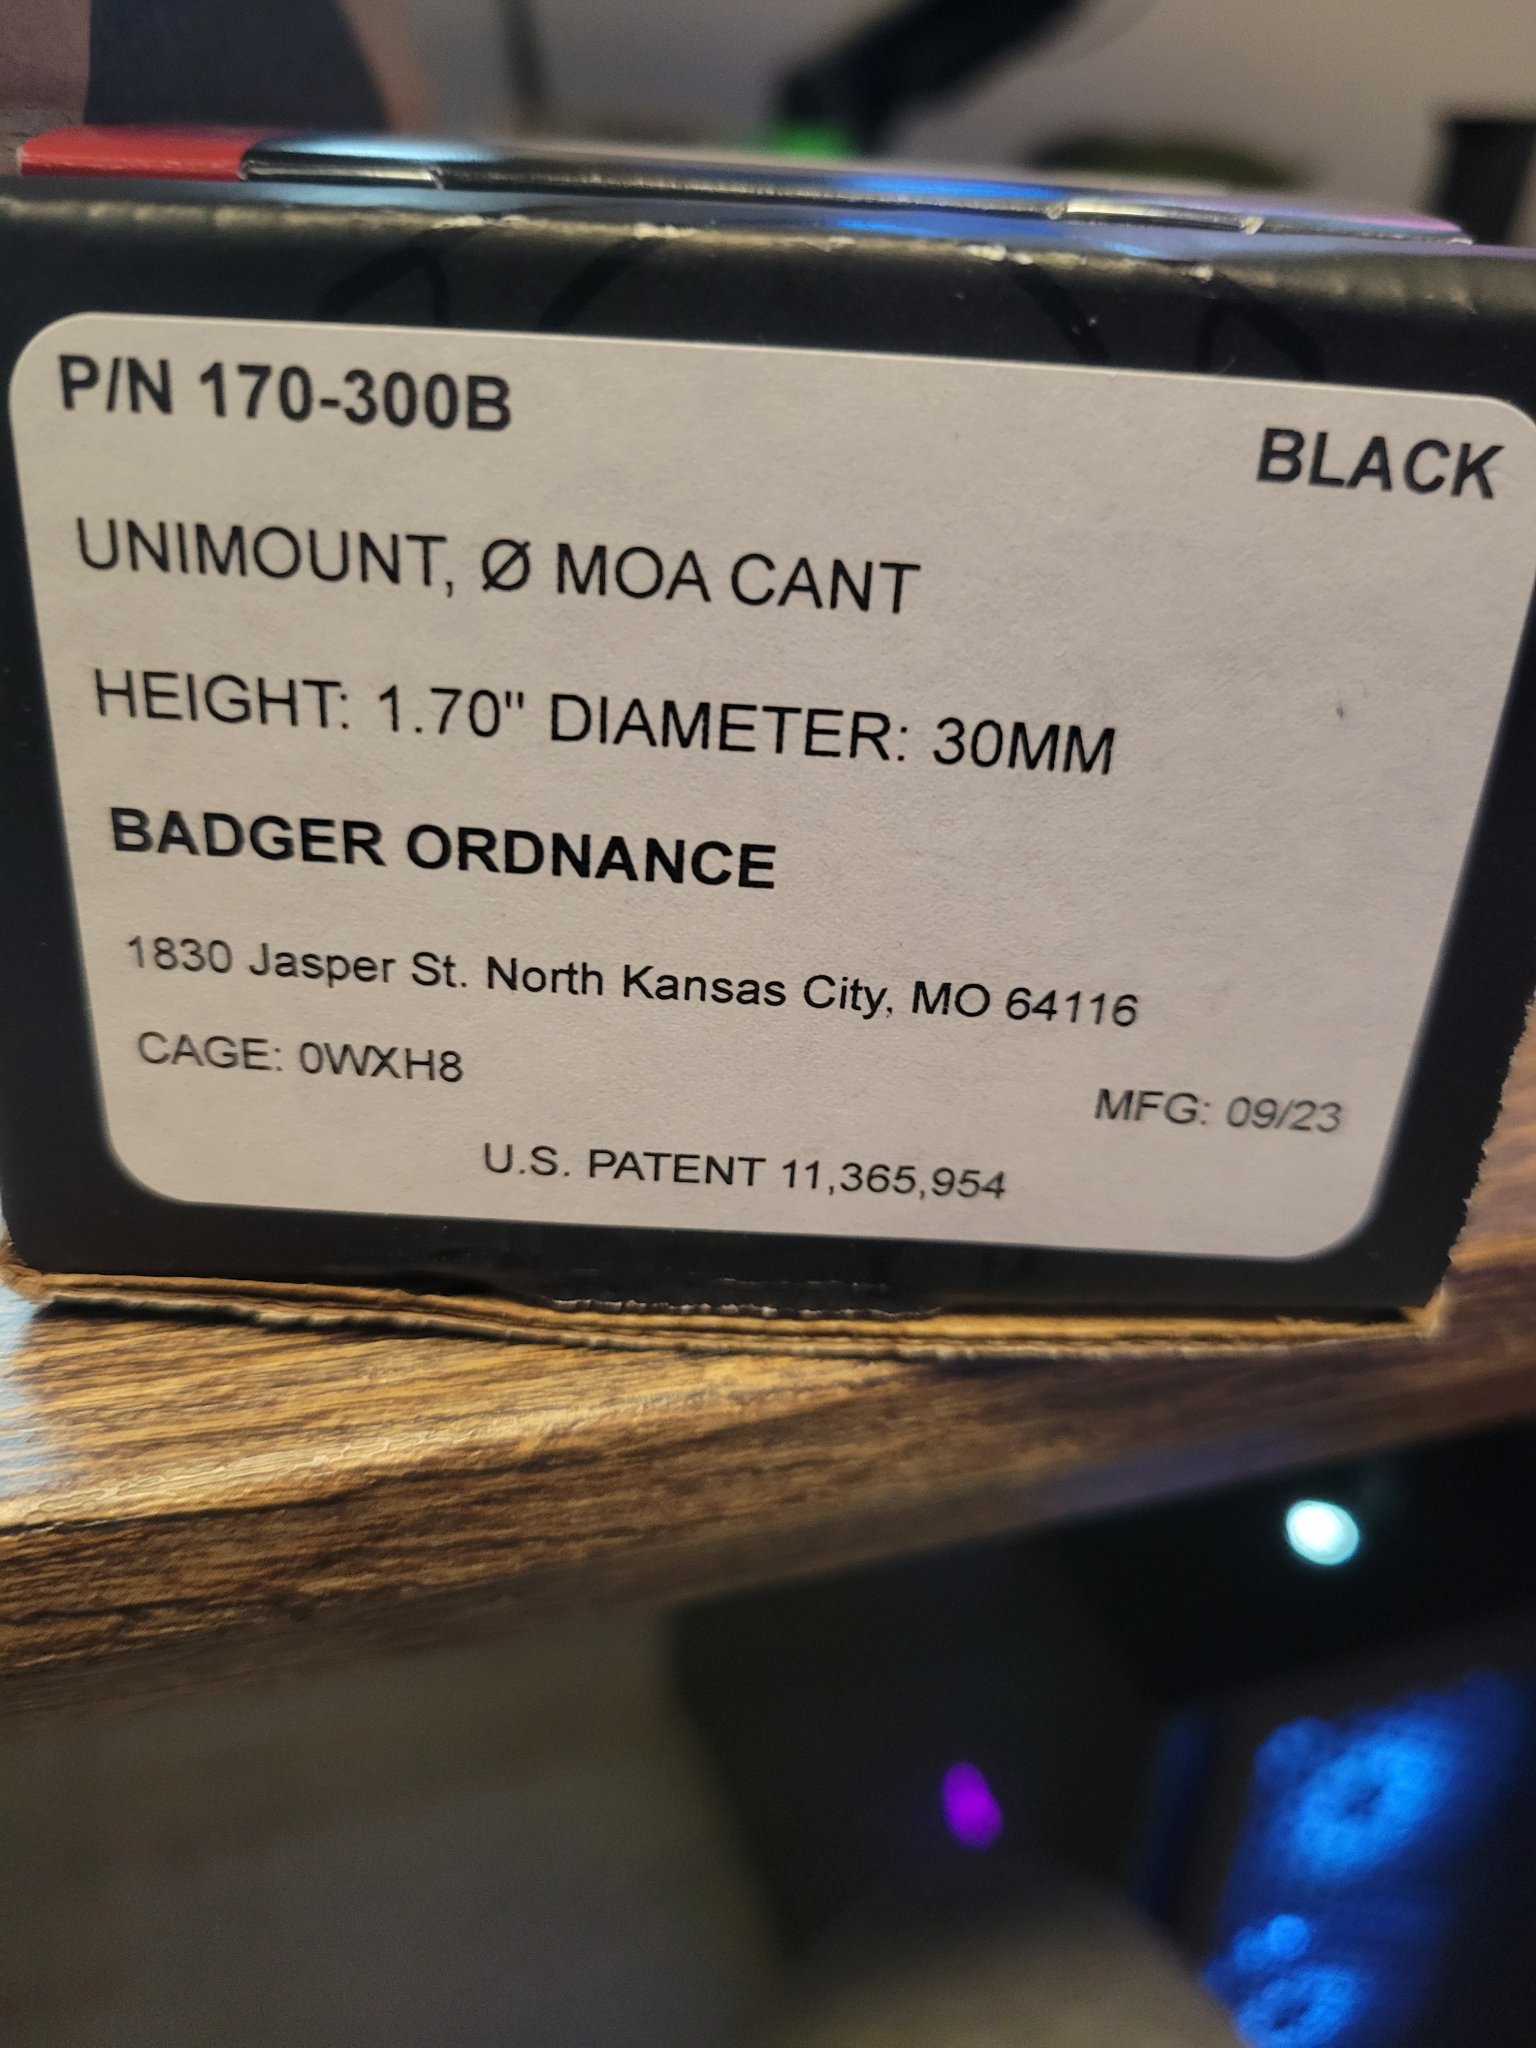 P/N 170-300B
BLACK
UNIMOUNT, Ø MOA CANT
HEIGHT: 1.70" DIAMETER: 30MM
BADGER ORDNANCE
1830 Jasper St. North Kansas City, MO 64116
CAGE: 0WXH8
MFG: 09/23
U.S. PATENT 11,365,954